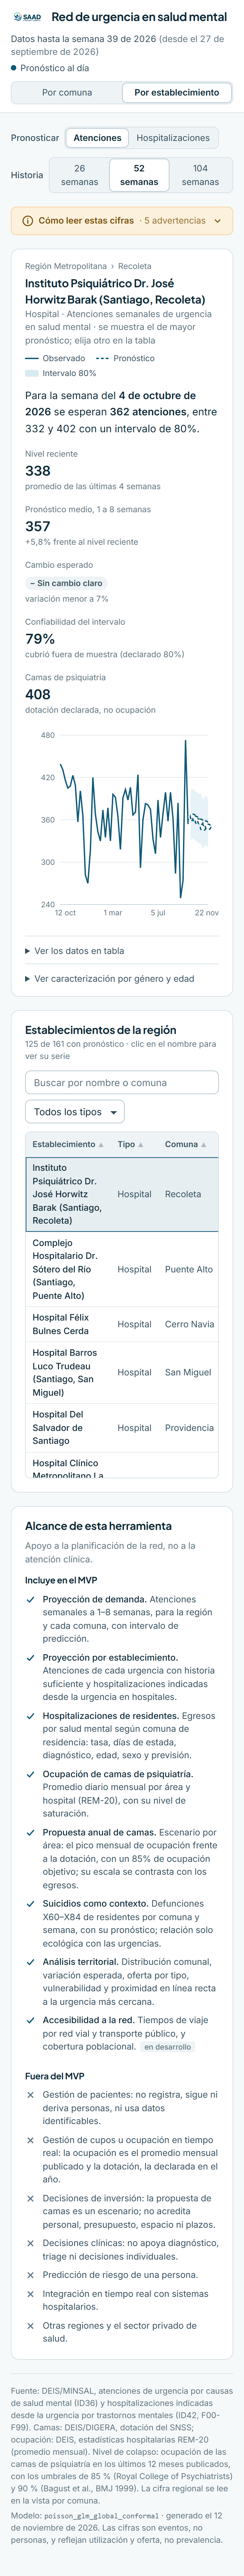 SAAD
Red de urgencia en salud mental
Datos hasta la semana 39 de 2026 (desde el 27 de
septiembre de 2026)
Pronóstico al día
Por comuna
Por establecimiento
Pronosticar
Atenciones
Hospitalizaciones
Historia
26
semanas
52
semanas
104
semanas
Cómo leer estas cifras · 5 advertencias
Región Metropolitana › Recoleta
Instituto Psiquiátrico Dr. José
Horwitz Barak (Santiago, Recoleta)
Hospital · Atenciones semanales de urgencia
en salud mental · se muestra el de mayor
pronóstico; elija otro en la tabla
Observado
Pronóstico
Intervalo 80%
Para la semana del 4 de octubre de
2026 se esperan 362 atenciones, entre
332 y 402 con un intervalo de 80%.
Nivel reciente
338
promedio de las últimas 4 semanas
Pronóstico medio, 1 a 8 semanas
357
+5,8% frente al nivel reciente
Cambio esperado
~ Sin cambio claro
variación menor a 7%
Confiabilidad del intervalo
79%
cubrió fuera de muestra (declarado 80%)
Camas de psiquiatría
408
dotación declarada, no ocupación
480
420
360
300
240
12 oct
1 mar
5 jul
22 nov
Ver los datos en tabla
Ver caracterización por género y edad
Establecimientos de la región
125 de 161 con pronóstico · clic en el nombre para
ver su serie
Buscar por nombre o comuna
Todos los tipos
Establecimiento
Tipo
Comuna
Instituto
Psiquiátrico Dr.
José Horwitz
Barak (Santiago,
Recoleta)
Hospital
Recoleta
Complejo
Hospitalario Dr.
Sótero del Río
(Santiago,
Puente Alto)
Hospital
Puente Alto
Hospital Félix
Bulnes Cerda
Hospital
Cerro Navia
Hospital Barros
Luco Trudeau
(Santiago, San
Miguel)
Hospital
San Miguel
Hospital Del
Salvador de
Santiago
Hospital
Providencia
Hospital Clínico
Metropolitano La
Alcance de esta herramienta
Apoyo a la planificación de la red, no a la
atención clínica.
Incluye en el MVP
Proyección de demanda. Atenciones
semanales a 1–8 semanas, para la región
y cada comuna, con intervalo de
predicción.
Proyección por establecimiento.
Atenciones de cada urgencia con historia
suficiente y hospitalizaciones indicadas
desde la urgencia en hospitales.
Hospitalizaciones de residentes. Egresos
por salud mental según comuna de
residencia: tasa, días de estada,
diagnóstico, edad, sexo y previsión.
Ocupación de camas de psiquiatría.
Promedio diario mensual por área y
hospital (REM-20), con su nivel de
saturación.
Propuesta anual de camas. Escenario por
área: el pico mensual de ocupación frente
a la dotación, con un 85% de ocupación
objetivo; su escala se contrasta con los
egresos.
Suicidios como contexto. Defunciones
X60–X84 de residentes por comuna y
semana, con su pronóstico; relación solo
ecológica con las urgencias.
Análisis territorial. Distribución comunal,
variación esperada, oferta por tipo,
vulnerabilidad y proximidad en línea recta
a la urgencia más cercana.
Accesibilidad a la red. Tiempos de viaje
por red vial y transporte público, y
cobertura poblacional. en desarrollo
Fuera del MVP
Gestión de pacientes: no registra, sigue ni
deriva personas, ni usa datos
identificables.
Gestión de cupos u ocupación en tiempo
real: la ocupación es el promedio mensual
publicado y la dotación, la declarada en el
año.
Decisiones de inversión: la propuesta de
camas es un escenario; no acredita
personal, presupuesto, espacio ni plazos.
Decisiones clínicas: no apoya diagnóstico,
triage ni decisiones individuales.
Predicción de riesgo de una persona.
Integración en tiempo real con sistemas
hospitalarios.
Otras regiones y el sector privado de
salud.
Fuente: DEIS/MINSAL, atenciones de urgencia por causas
de salud mental (ID36) y hospitalizaciones indicadas
desde la urgencia por trastornos mentales (ID42, F00-
F99). Camas: DEIS/DIGERA, dotación del SNSS;
ocupación: DEIS, estadísticas hospitalarias REM-20
(promedio mensual). Nivel de colapso: ocupación de las
camas de psiquiatría en los últimos 12 meses publicados,
con los umbrales de 85 % (Royal College of Psychiatrists)
y 90 % (Bagust et al., BMJ 1999). La cifra regional se lee
en la vista por comuna.
Modelo: poisson_glm_global_conformal · generado el 12
de noviembre de 2026. Las cifras son eventos, no
personas, y reflejan utilización y oferta, no prevalencia.